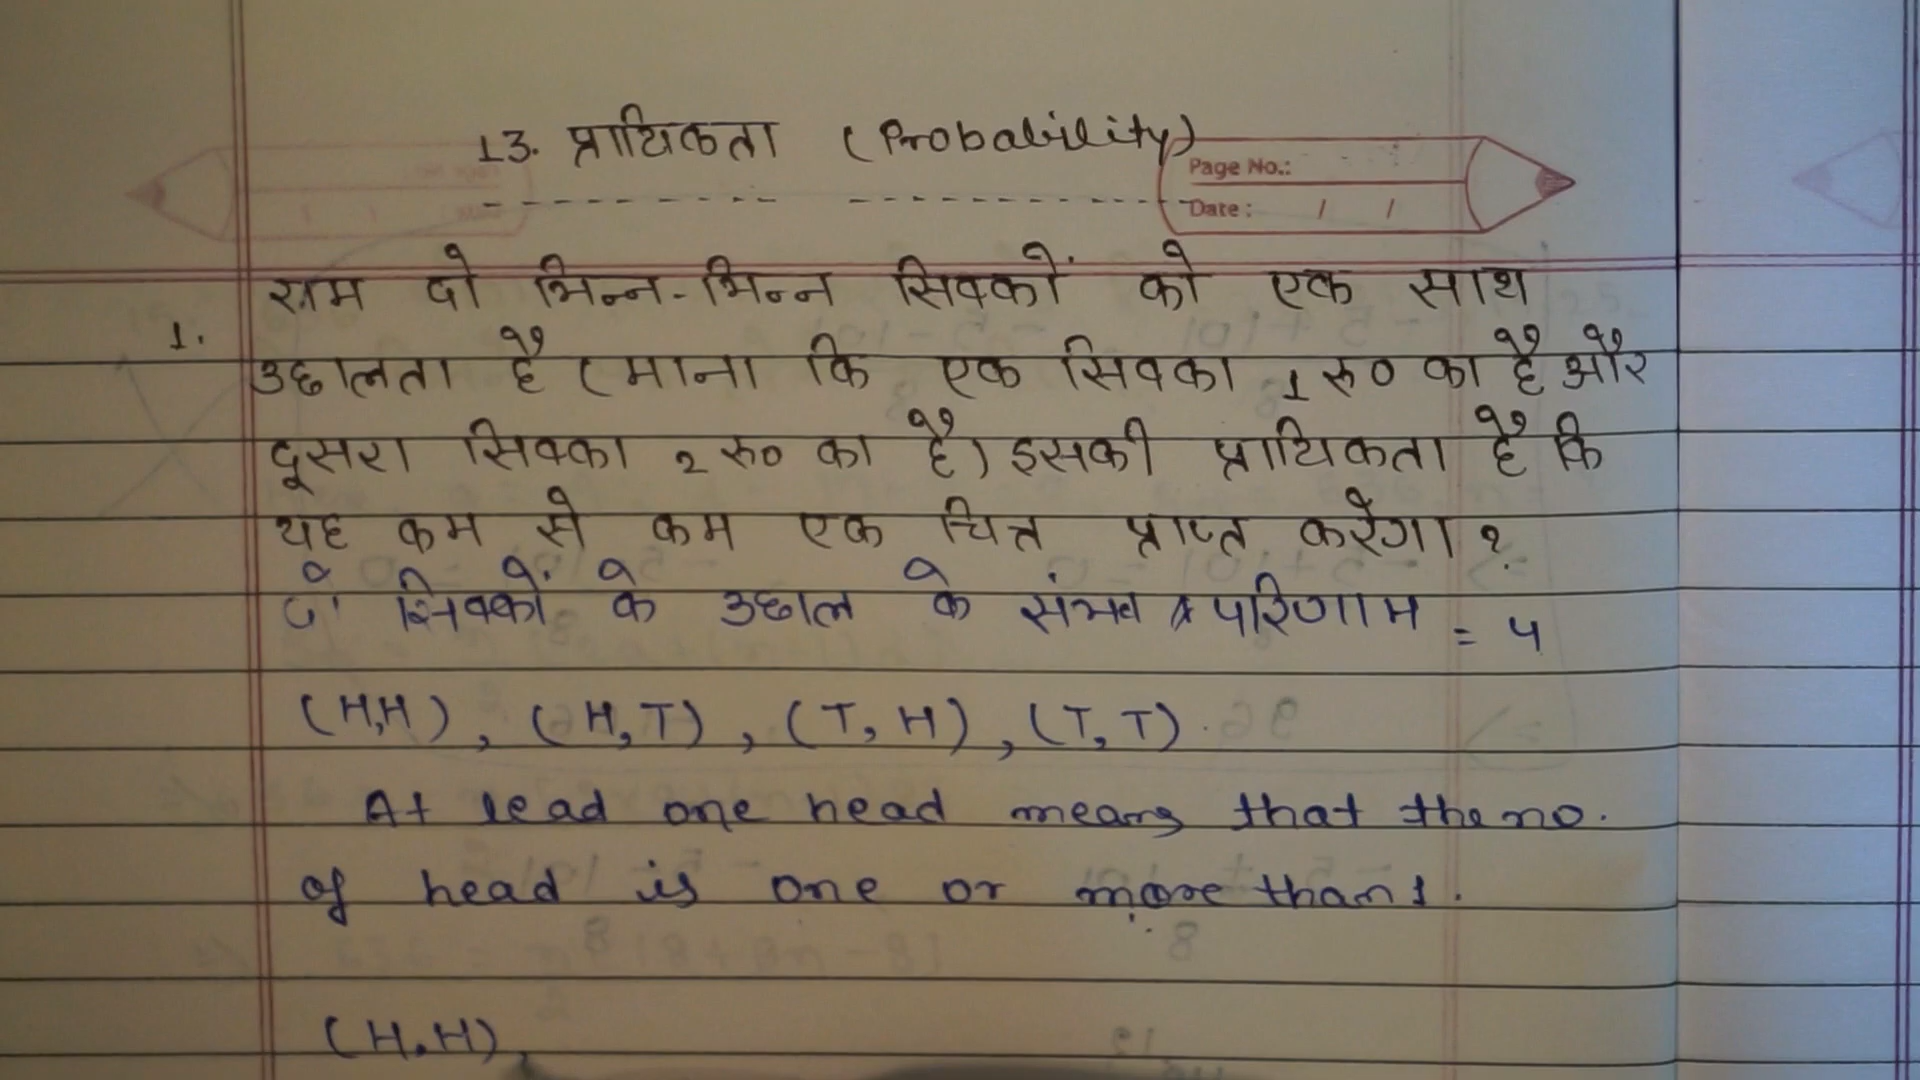 13. प्रायिकता (Probability)
Page No.:
Date: / /
राम दो भिन्न-भिन्न सिक्कों को एक साथ
1.
उछालता है (माना कि एक सिक्का 1 रु० का है और
दूसरा सिक्का 2 रु० का है) इसकी प्रायिकता है कि
यह कम से कम एक चित्त प्राप्त करेंगा ?
सिक्कों के उछाल के संभव परिणाम = 4
(H,H), (H,T), (T,H), (T,T).
At lead one head means that the no.
of head is one or more than 1.
(H,H),